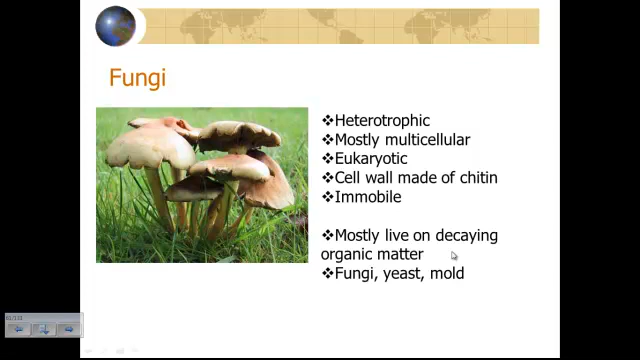 Fungi
❖Heterotrophic
❖Mostly multicellular
❖Eukaryotic
❖Cell wall made of chitin
❖Immobile
❖Mostly live on decaying
organic matter
❖Fungi, yeast, mold